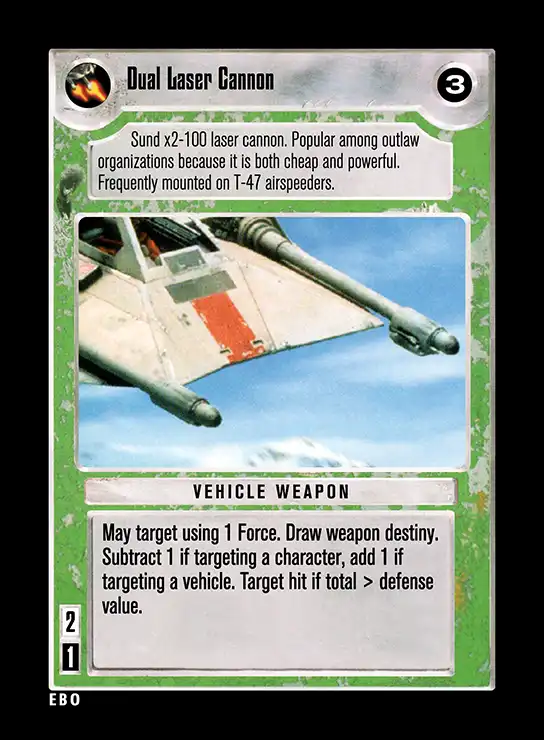 Dual Laser Cannon
3
Sund x2-100 laser cannon. Popular among outlaw
organizations because it is both cheap and powerful.
Frequently mounted on T-47 airspeeders.
VEHICLE WEAPON
May target using 1 Force. Draw weapon destiny.
Subtract 1 if targeting a character, add 1 if
targeting a vehicle. Target hit if total > defense
value.
2
1
EBO